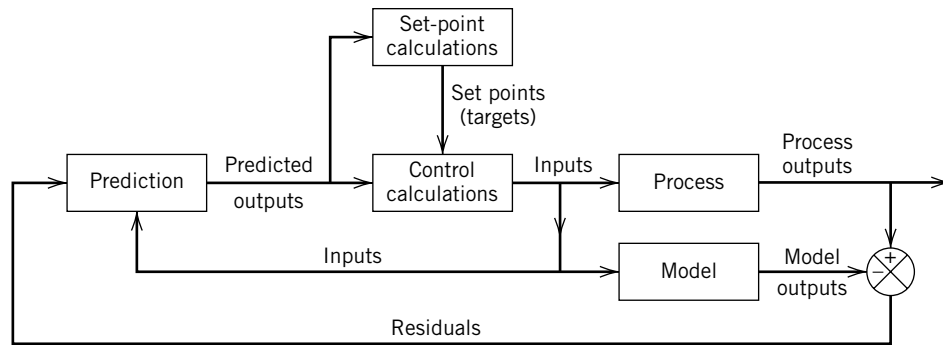 Set-point
calculations
Set points
(targets)
Prediction
Predicted
outputs
Control
calculations
Inputs
Process
Process
outputs
Inputs
Model
Model
outputs
+
−
Residuals